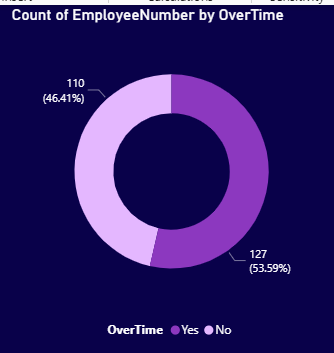 Count of EmployeeNumber by OverTime
110
(46.41%)
127
(53.59%)
OverTime Yes No